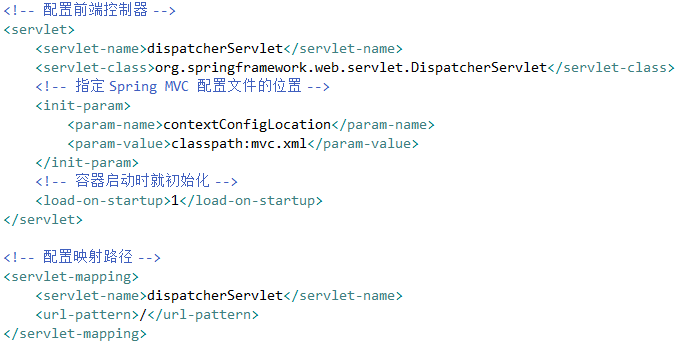 <!-- 配置前端控制器 -->
<servlet>
    <servlet-name>dispatcherServlet</servlet-name>
    <servlet-class>org.springframework.web.servlet.DispatcherServlet</servlet-class>
    <!-- 指定 Spring MVC 配置文件的位置 -->
    <init-param>
        <param-name>contextConfigLocation</param-name>
        <param-value>classpath:mvc.xml</param-value>
    </init-param>
    <!-- 容器启动时就初始化 -->
    <load-on-startup>1</load-on-startup>
</servlet>

<!-- 配置映射路径 -->
<servlet-mapping>
    <servlet-name>dispatcherServlet</servlet-name>
    <url-pattern>/</url-pattern>
</servlet-mapping>